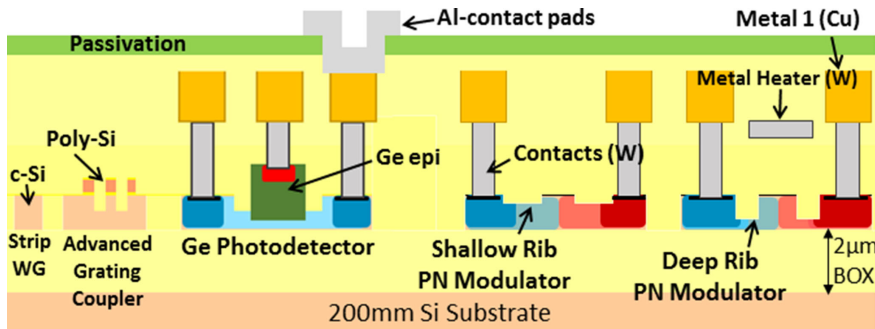 Al-contact pads
Metal 1 (Cu)
Passivation
Metal Heater (W)
Poly-Si
c-Si
Ge epi
Contacts (W)
Strip
WG
Advanced
Grating
Coupler
Ge Photodetector
Shallow Rib
PN Modulator
Deep Rib
PN Modulator
2µm
BOX
200mm Si Substrate